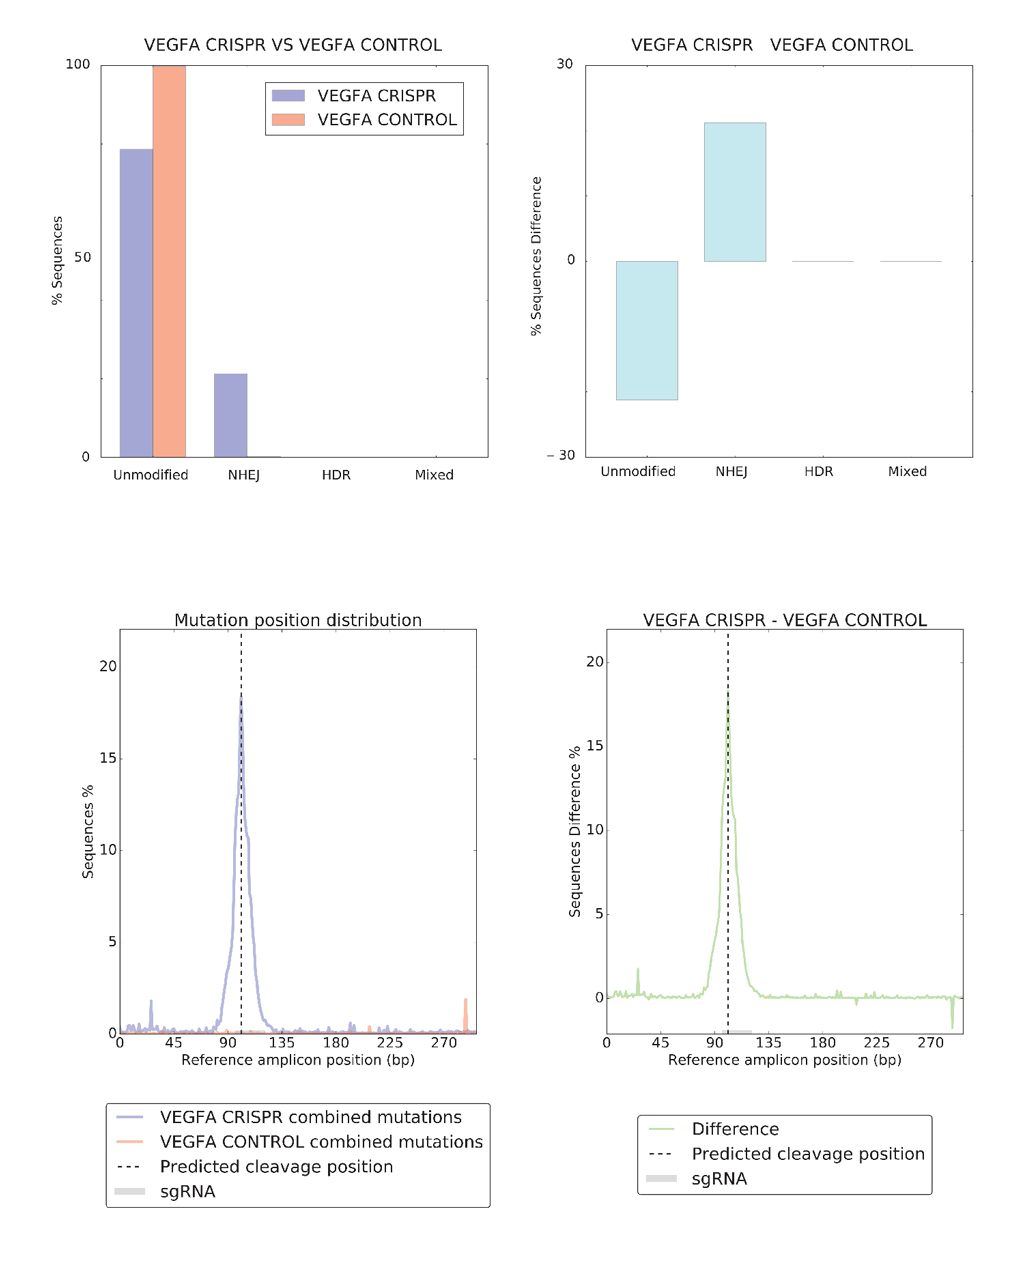 VEGFA CRISPR VS VEGFA CONTROL
100
50
0
% Sequences
VEGFA CRISPR
VEGFA CONTROL
Unmodified NHEJ HDR Mixed
VEGFA CRISPR VEGFA CONTROL
30
0
– 30
% Sequences Difference
Unmodified NHEJ HDR Mixed
Mutation position distribution
20
15
10
5
0
Sequences %
0 45 90 135 180 225 270
Reference amplicon position (bp)
VEGFA CRISPR combined mutations
VEGFA CONTROL combined mutations
Predicted cleavage position
sgRNA
VEGFA CRISPR - VEGFA CONTROL
20
15
10
5
0
Sequences Difference %
0 45 90 135 180 225 270
Reference amplicon position (bp)
Difference
Predicted cleavage position
sgRNA